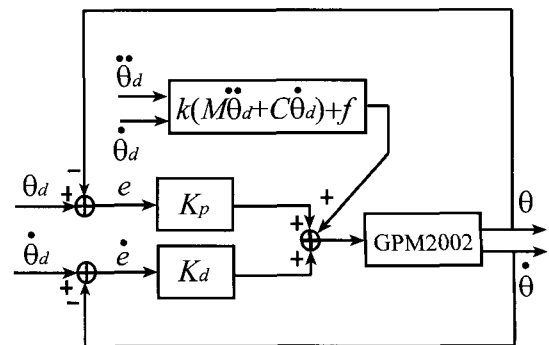 θ̈d
k(Mθ̈d+Cθ̇d)+f
θ̇d
−
+
θd
+
e
Kp
+
θ
GPM2002
θ̇d
+
−
ė
Kd
+
θ̇